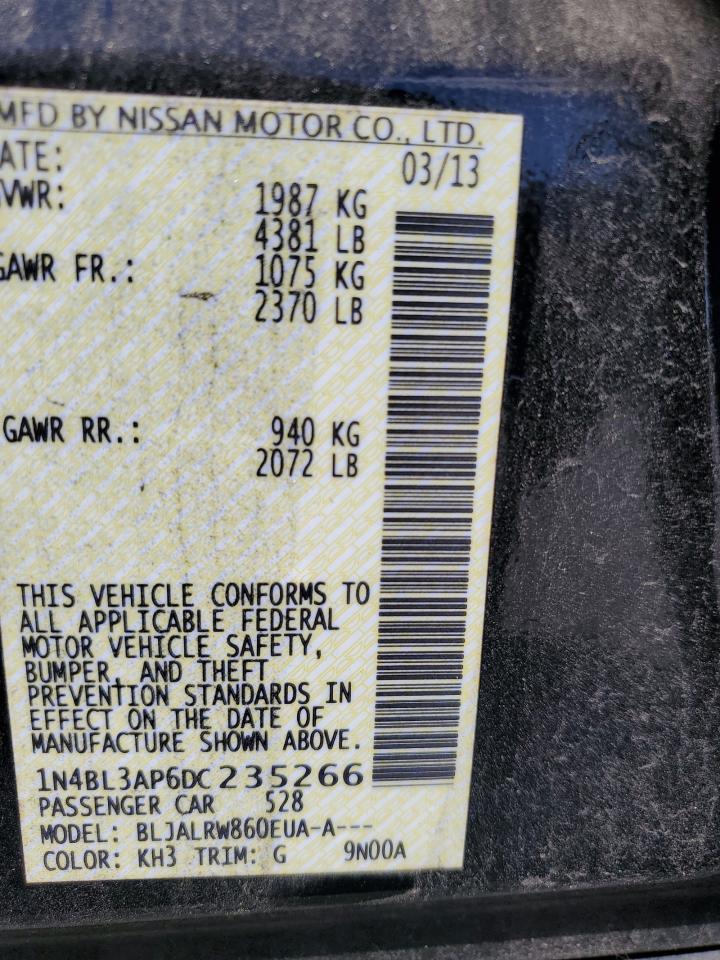 MFD BY NISSAN MOTOR CO., LTD.
ATE: 03/13
VWR: 1987 KG
4381 LB
GAWR FR.: 1075 KG
2370 LB
GAWR RR.: 940 KG
2072 LB
THIS VEHICLE CONFORMS TO
ALL APPLICABLE FEDERAL
MOTOR VEHICLE SAFETY,
BUMPER, AND THEFT
PREVENTION STANDARDS IN
EFFECT ON THE DATE OF
MANUFACTURE SHOWN ABOVE.
1N4BL3AP6DC235266
PASSENGER CAR 528
MODEL: BLJALRW860EUA-A---
COLOR: KH3 TRIM: G 9N00A